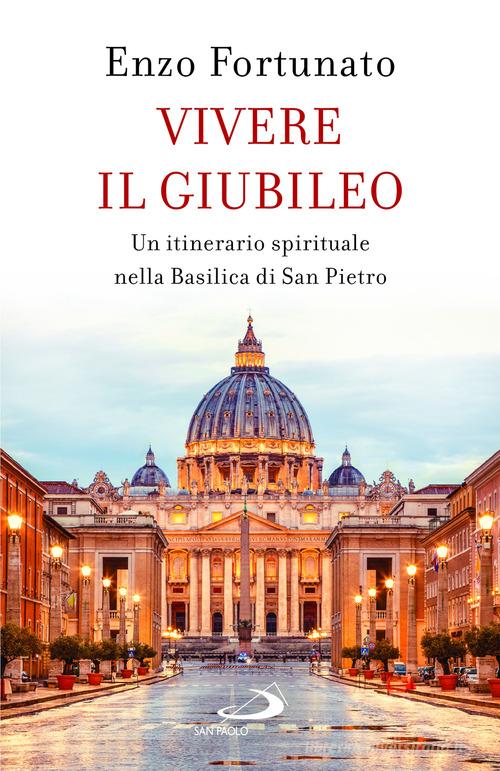 Enzo Fortunato
VIVERE
IL GIUBILEO
Un itinerario spirituale
nella Basilica di San Pietro
SAN PAOLO